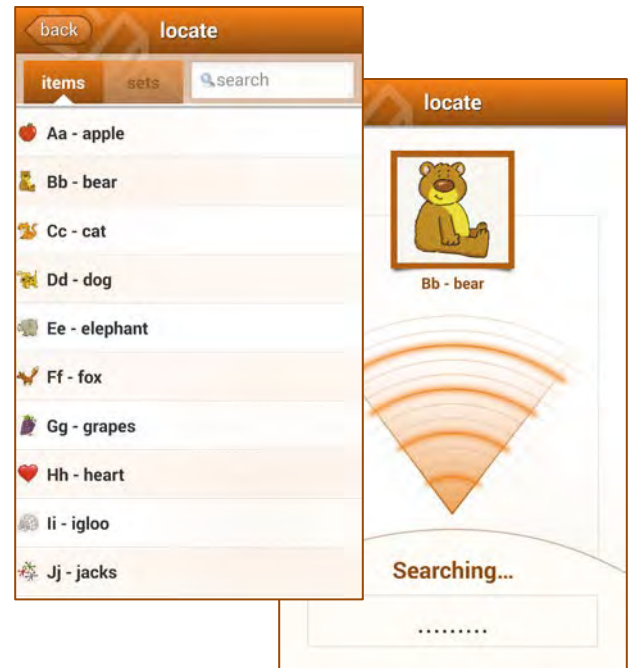 back
locate
items
sets
search
Aa - apple
Bb - bear
Cc - cat
Dd - dog
Ee - elephant
Ff - fox
Gg - grapes
Hh - heart
Ii - igloo
Jj - jacks
locate
Bb - bear
Searching...
.........